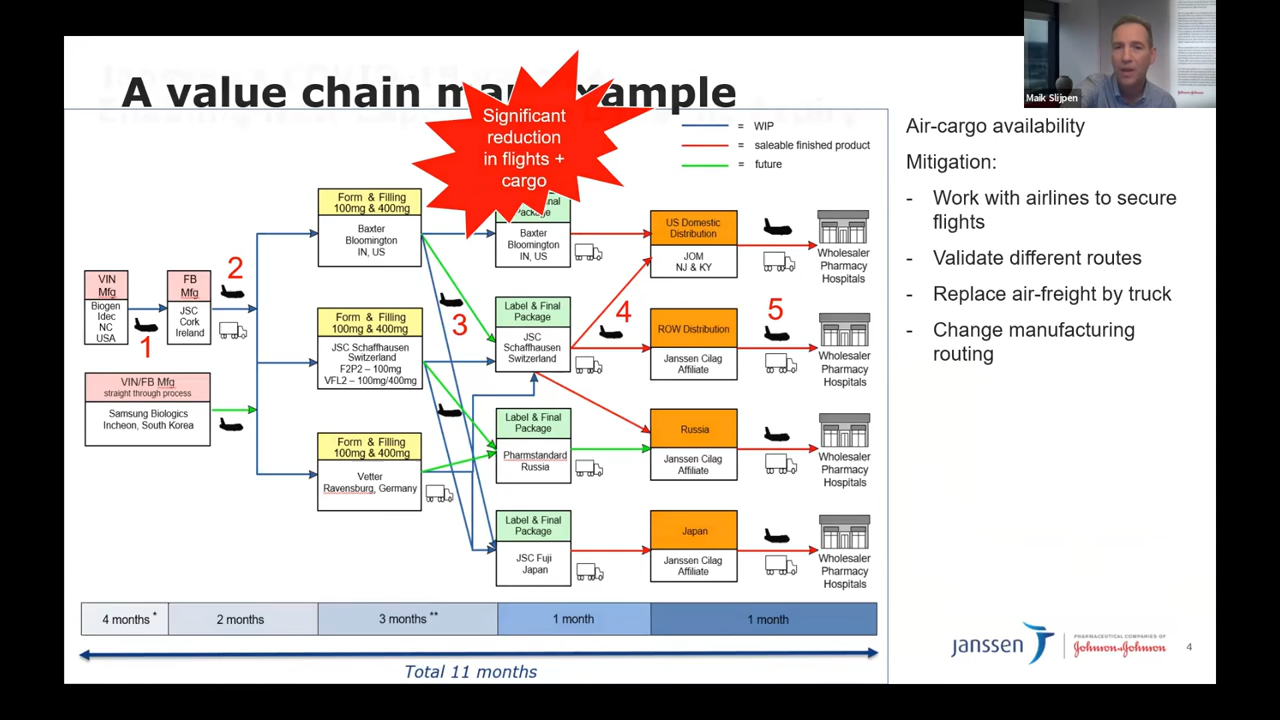 A value chain map example
Significant
reduction
in flights +
cargo
= WIP
= saleable finished product
= future
Maik Slijpen
Air-cargo availability
Mitigation:
- Work with airlines to secure
flights
- Validate different routes
- Replace air-freight by truck
- Change manufacturing
routing
VIN
Mfg
Biogen
Idec
NC
USA
1
FB
Mfg
JSC
Cork
Ireland
2
VIN/FB Mfg
straight through process
Samsung Biologics
Incheon, South Korea
Form & Filling
100mg & 400mg
Baxter
Bloomington
IN, US
Form & Filling
100mg & 400mg
JSC Schaffhausen
Switzerland
F2P2 – 100mg
VFL2 – 100mg/400mg
Form & Filling
100mg & 400mg
Vetter
Ravensburg, Germany
3
Final
Package
Baxter
Bloomington
IN, US
Label & Final
Package
JSC
Schaffhausen
Switzerland
Label & Final
Package
Pharmstandard
Russia
Label & Final
Package
JSC Fuji
Japan
4
US Domestic
Distribution
JOM
NJ & KY
ROW Distribution
Janssen Cilag
Affiliate
Russia
Janssen Cilag
Affiliate
Japan
Janssen Cilag
Affiliate
5
Wholesaler
Pharmacy
Hospitals
Wholesaler
Pharmacy
Hospitals
Wholesaler
Pharmacy
Hospitals
Wholesaler
Pharmacy
Hospitals
4 months *
2 months
3 months **
1 month
1 month
Total 11 months
janssen
PHARMACEUTICAL COMPANIES OF
Johnson & Johnson
4